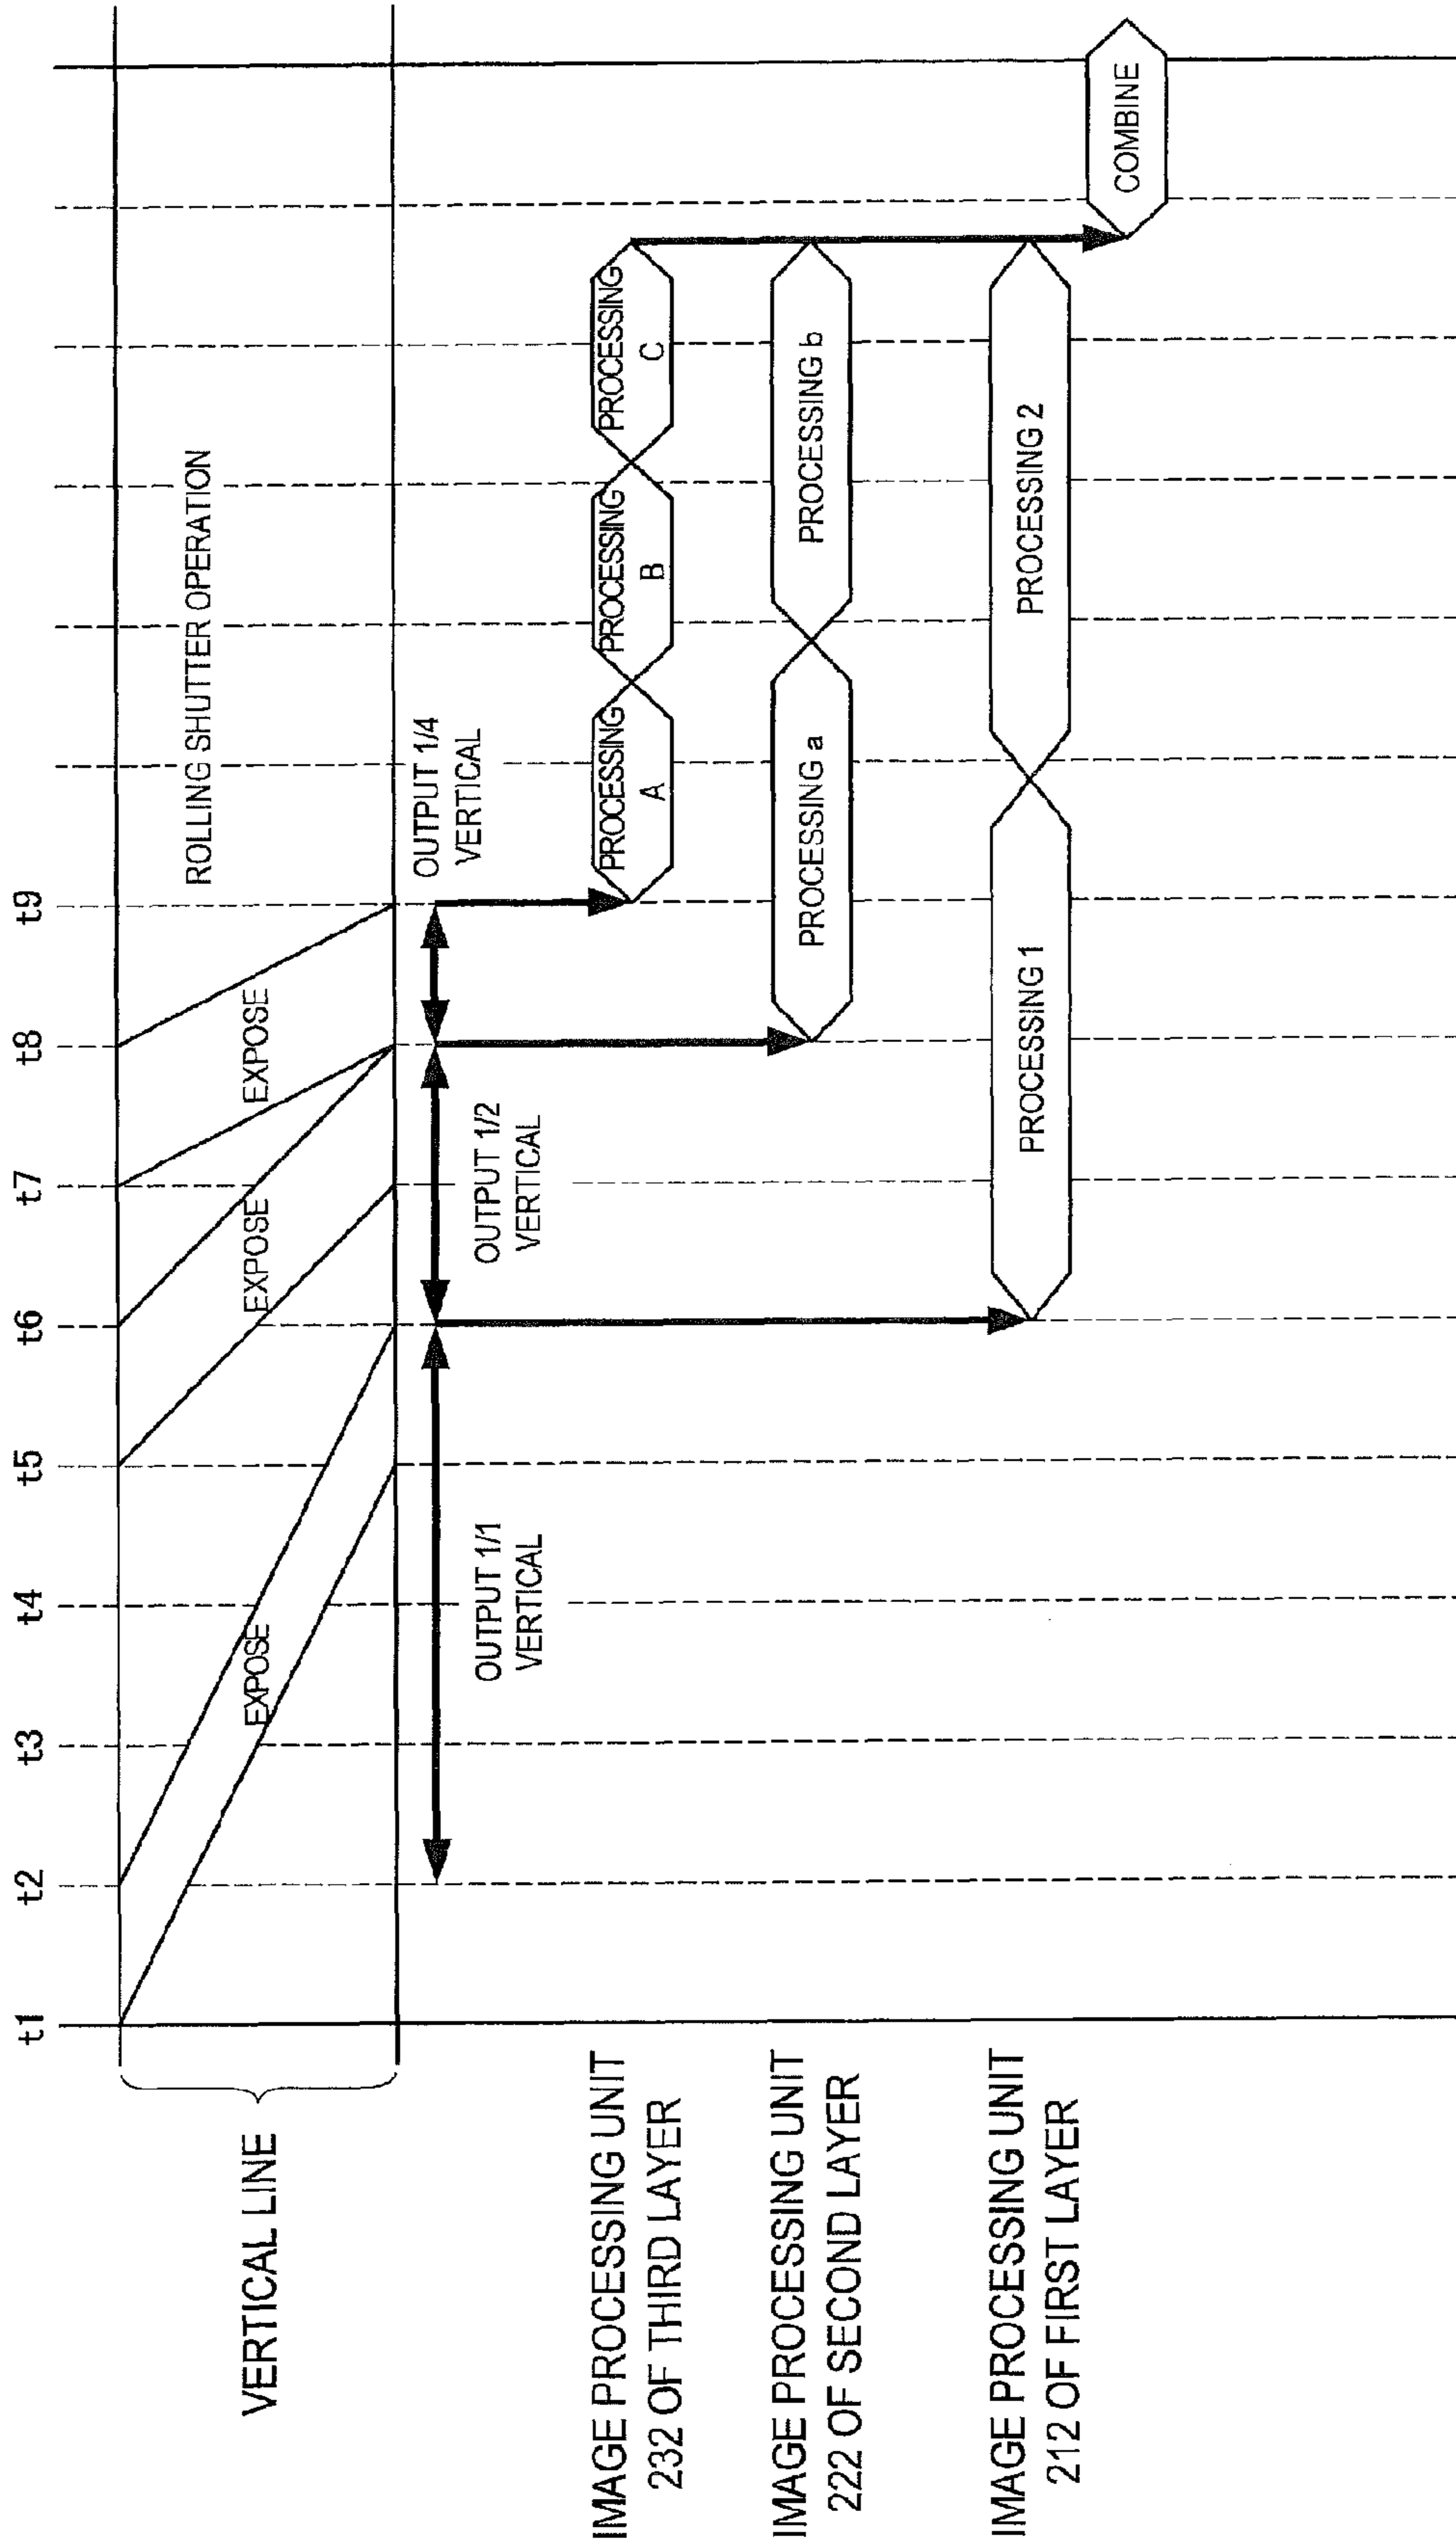 t1 t2 t3 t4 t5 t6 t7 t8 t9
VERTICAL LINE
EXPOSE
EXPOSE
EXPOSE
ROLLING SHUTTER OPERATION
OUTPUT 1/1
VERTICAL
OUTPUT 1/2
VERTICAL
OUTPUT 1/4
VERTICAL
IMAGE PROCESSING UNIT
232 OF THIRD LAYER
PROCESSING
A
PROCESSING
B
PROCESSING
C
IMAGE PROCESSING UNIT
222 OF SECOND LAYER
PROCESSING a
PROCESSING b
IMAGE PROCESSING UNIT
212 OF FIRST LAYER
PROCESSING 1
PROCESSING 2
COMBINE